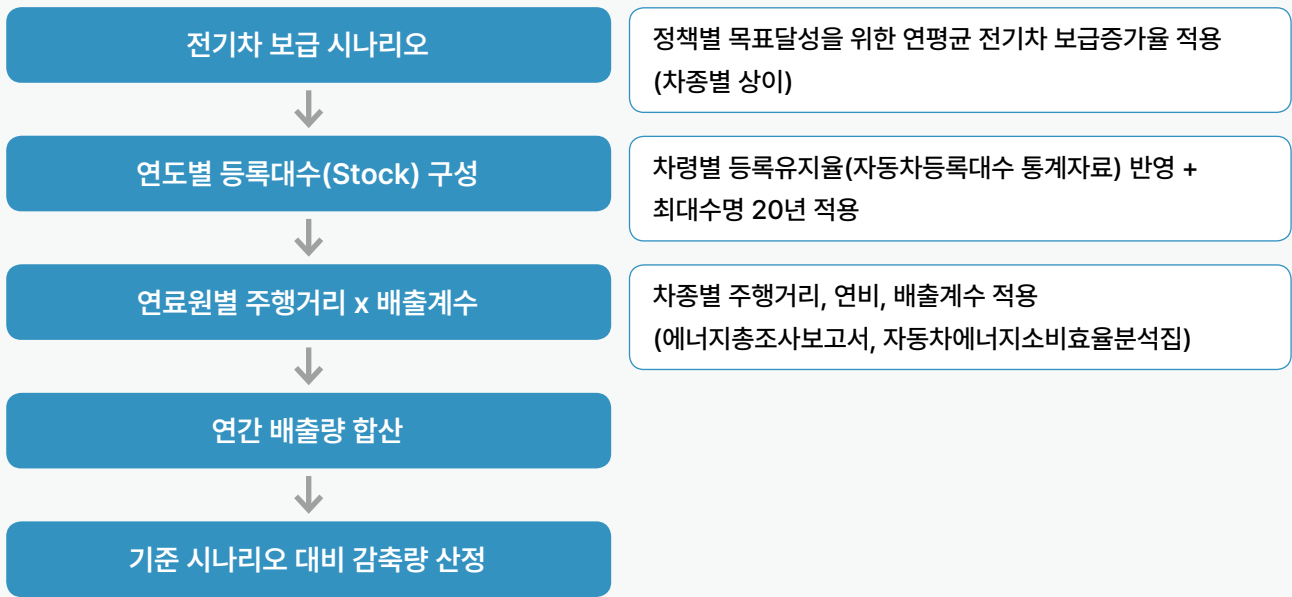 전기차 보급 시나리오
정책별 목표달성을 위한 연평균 전기차 보급증가율 적용
(차종별 상이)
연도별 등록대수(Stock) 구성
차령별 등록유지율(자동차등록대수 통계자료) 반영 +
최대수명 20년 적용
연료원별 주행거리 x 배출계수
차종별 주행거리, 연비, 배출계수 적용
(에너지총조사보고서, 자동차에너지소비효율분석집)
연간 배출량 합산
기준 시나리오 대비 감축량 산정